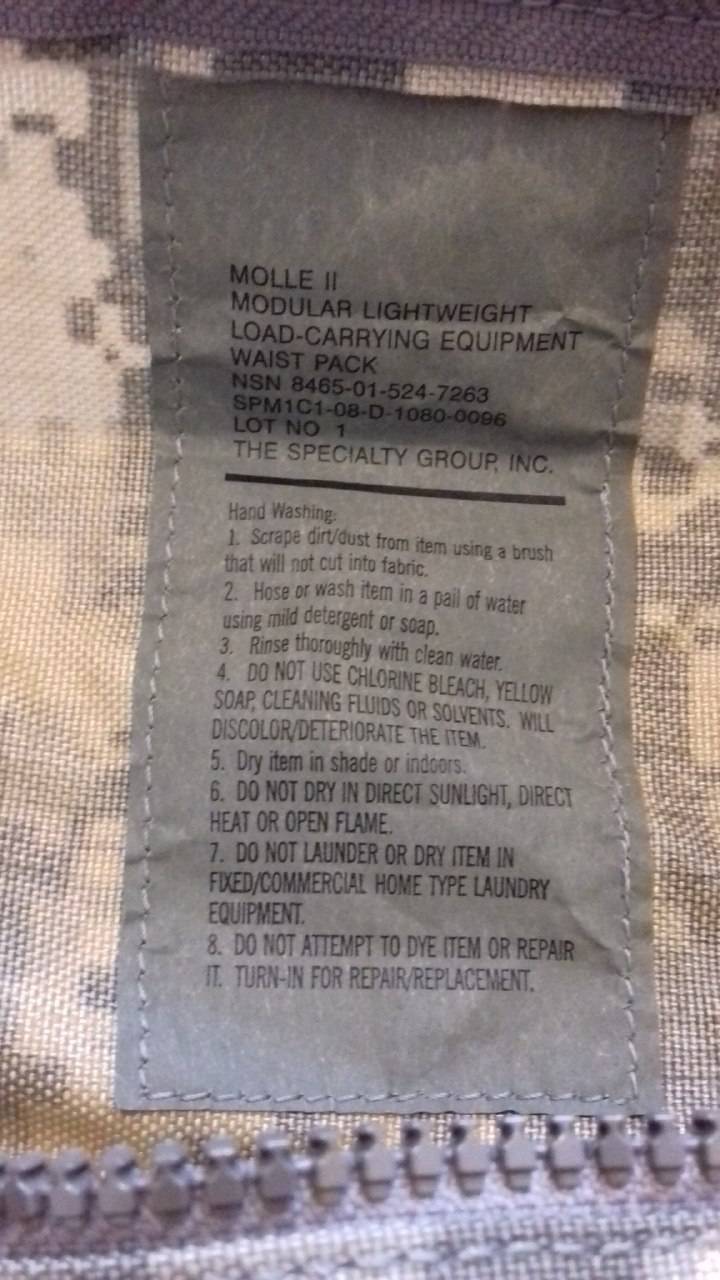 MOLLE II
MODULAR LIGHTWEIGHT
LOAD-CARRYING EQUIPMENT
WAIST PACK
NSN 8465-01-524-7263
SPM1C1-08-D-1080-0096
LOT NO 1
THE SPECIALTY GROUP, INC.
Hand Washing:
1. Scrape dirt/dust from item using a brush
that will not cut into fabric.
2. Hose or wash item in a pail of water
using mild detergent or soap.
3. Rinse thoroughly with clean water.
4. DO NOT USE CHLORINE BLEACH, YELLOW
SOAP, CLEANING FLUIDS OR SOLVENTS. WILL
DISCOLOR/DETERIORATE THE ITEM.
5. Dry item in shade or indoors.
6. DO NOT DRY IN DIRECT SUNLIGHT, DIRECT
HEAT OR OPEN FLAME.
7. DO NOT LAUNDER OR DRY ITEM IN
FIXED/COMMERCIAL HOME TYPE LAUNDRY
EQUIPMENT.
8. DO NOT ATTEMPT TO DYE ITEM OR REPAIR
IT. TURN-IN FOR REPAIR/REPLACEMENT.